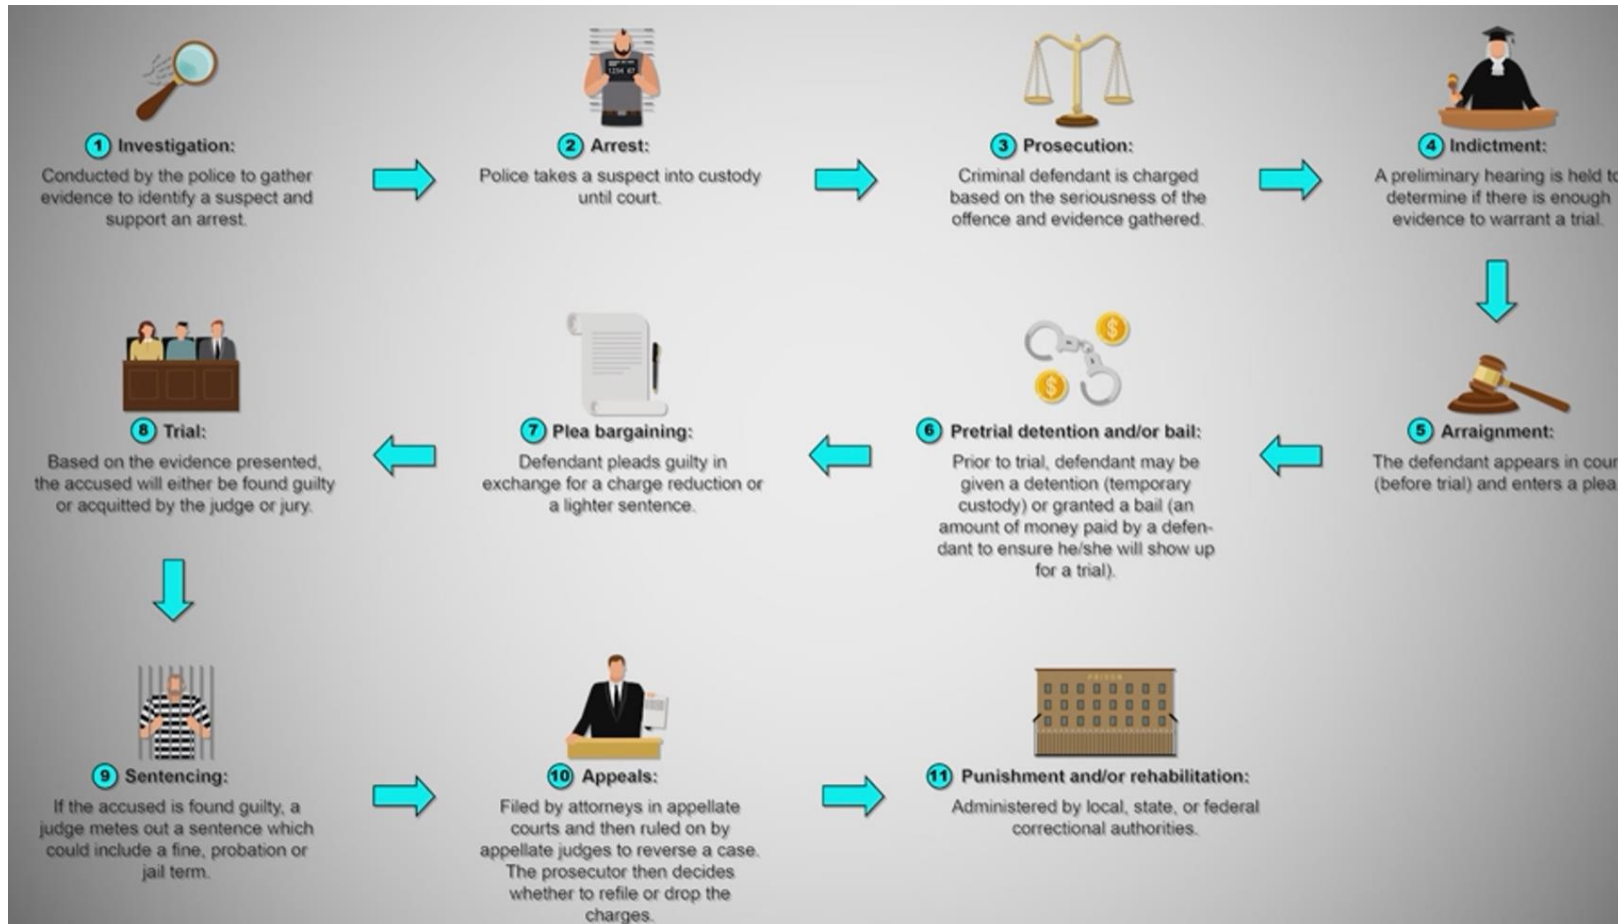 1 Investigation:
Conducted by the police to gather
evidence to identify a suspect and
support an arrest.
2 Arrest:
Police takes a suspect into custody
until court.
3 Prosecution:
Criminal defendant is charged
based on the seriousness of the
offence and evidence gathered.
4 Indictment:
A preliminary hearing is held to
determine if there is enough
evidence to warrant a trial.
5 Arraignment:
The defendant appears in cour
(before trial) and enters a plea
6 Pretrial detention and/or bail:
Prior to trial, defendant may be
given a detention (temporary
custody) or granted a bail (an
amount of money paid by a defen-
dant to ensure he/she will show up
for a trial).
7 Plea bargaining:
Defendant pleads guilty in
exchange for a charge reduction or
a lighter sentence.
8 Trial:
Based on the evidence presented,
the accused will either be found guilty
or acquitted by the judge or jury.
9 Sentencing:
If the accused is found guilty, a
judge metes out a sentence which
could include a fine, probation or
jail term.
10 Appeals:
Filed by attorneys in appellate
courts and then ruled on by
appellate judges to reverse a case.
The prosecutor then decides
whether to refile or drop the
charges.
PRISON
11 Punishment and/or rehabilitation:
Administered by local, state, or federal
correctional authorities.